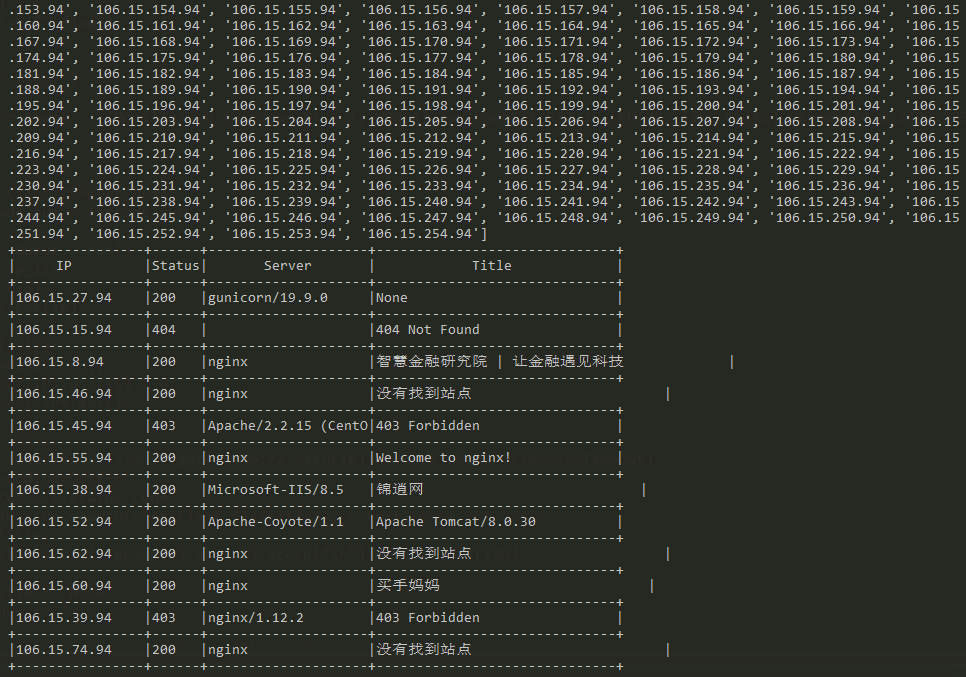 .153.94', '106.15.154.94', '106.15.155.94', '106.15.156.94', '106.15.157.94', '106.15.158.94', '106.15.159.94', '106.15
.160.94', '106.15.161.94', '106.15.162.94', '106.15.163.94', '106.15.164.94', '106.15.165.94', '106.15.166.94', '106.15
.167.94', '106.15.168.94', '106.15.169.94', '106.15.170.94', '106.15.171.94', '106.15.172.94', '106.15.173.94', '106.15
.174.94', '106.15.175.94', '106.15.176.94', '106.15.177.94', '106.15.178.94', '106.15.179.94', '106.15.180.94', '106.15
.181.94', '106.15.182.94', '106.15.183.94', '106.15.184.94', '106.15.185.94', '106.15.186.94', '106.15.187.94', '106.15
.188.94', '106.15.189.94', '106.15.190.94', '106.15.191.94', '106.15.192.94', '106.15.193.94', '106.15.194.94', '106.15
.195.94', '106.15.196.94', '106.15.197.94', '106.15.198.94', '106.15.199.94', '106.15.200.94', '106.15.201.94', '106.15
.202.94', '106.15.203.94', '106.15.204.94', '106.15.205.94', '106.15.206.94', '106.15.207.94', '106.15.208.94', '106.15
.209.94', '106.15.210.94', '106.15.211.94', '106.15.212.94', '106.15.213.94', '106.15.214.94', '106.15.215.94', '106.15
.216.94', '106.15.217.94', '106.15.218.94', '106.15.219.94', '106.15.220.94', '106.15.221.94', '106.15.222.94', '106.15
.223.94', '106.15.224.94', '106.15.225.94', '106.15.226.94', '106.15.227.94', '106.15.228.94', '106.15.229.94', '106.15
.230.94', '106.15.231.94', '106.15.232.94', '106.15.233.94', '106.15.234.94', '106.15.235.94', '106.15.236.94', '106.15
.237.94', '106.15.238.94', '106.15.239.94', '106.15.240.94', '106.15.241.94', '106.15.242.94', '106.15.243.94', '106.15
.244.94', '106.15.245.94', '106.15.246.94', '106.15.247.94', '106.15.248.94', '106.15.249.94', '106.15.250.94', '106.15
.251.94', '106.15.252.94', '106.15.253.94', '106.15.254.94']
| IP |Status| Server | Title |
|106.15.27.94 |200 |gunicorn/19.9.0 |None |
|106.15.15.94 |404 | |404 Not Found |
|106.15.8.94 |200 |nginx |智慧金融研究院 | 让金融遇见科技 |
|106.15.46.94 |200 |nginx |没有找到站点 |
|106.15.45.94 |403 |Apache/2.2.15 (CentO|403 Forbidden |
|106.15.55.94 |200 |nginx |Welcome to nginx! |
|106.15.38.94 |200 |Microsoft-IIS/8.5 |锦逍网 |
|106.15.52.94 |200 |Apache-Coyote/1.1 |Apache Tomcat/8.0.30 |
|106.15.62.94 |200 |nginx |没有找到站点 |
|106.15.60.94 |200 |nginx |买手妈妈 |
|106.15.39.94 |403 |nginx/1.12.2 |403 Forbidden |
|106.15.74.94 |200 |nginx |没有找到站点 |